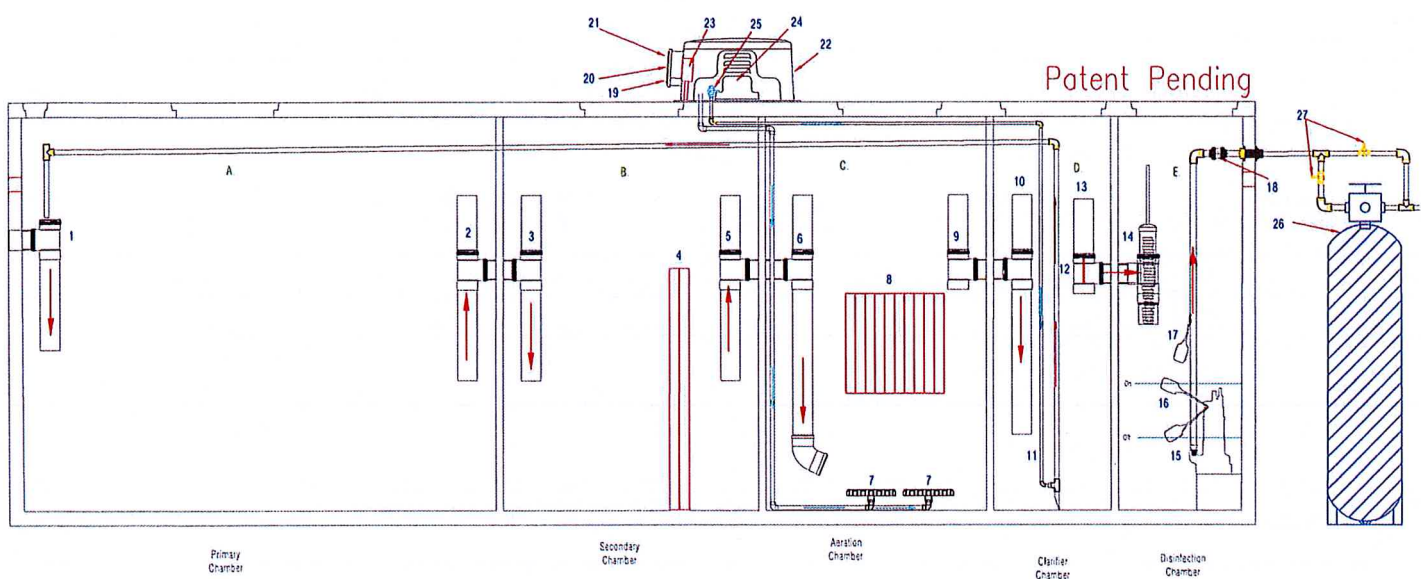 21
23
25
24
22
20
19
Patent Pending
27
A.
B.
C.
D.
E.
18
1
2
3
4
5
6
8
9
10
13
12
14
26
17
On
16
Off
15
11
7
7
Primary
Chamber
Secondary
Chamber
Aeration
Chamber
Clarifier
Chamber
Disinfection
Chamber